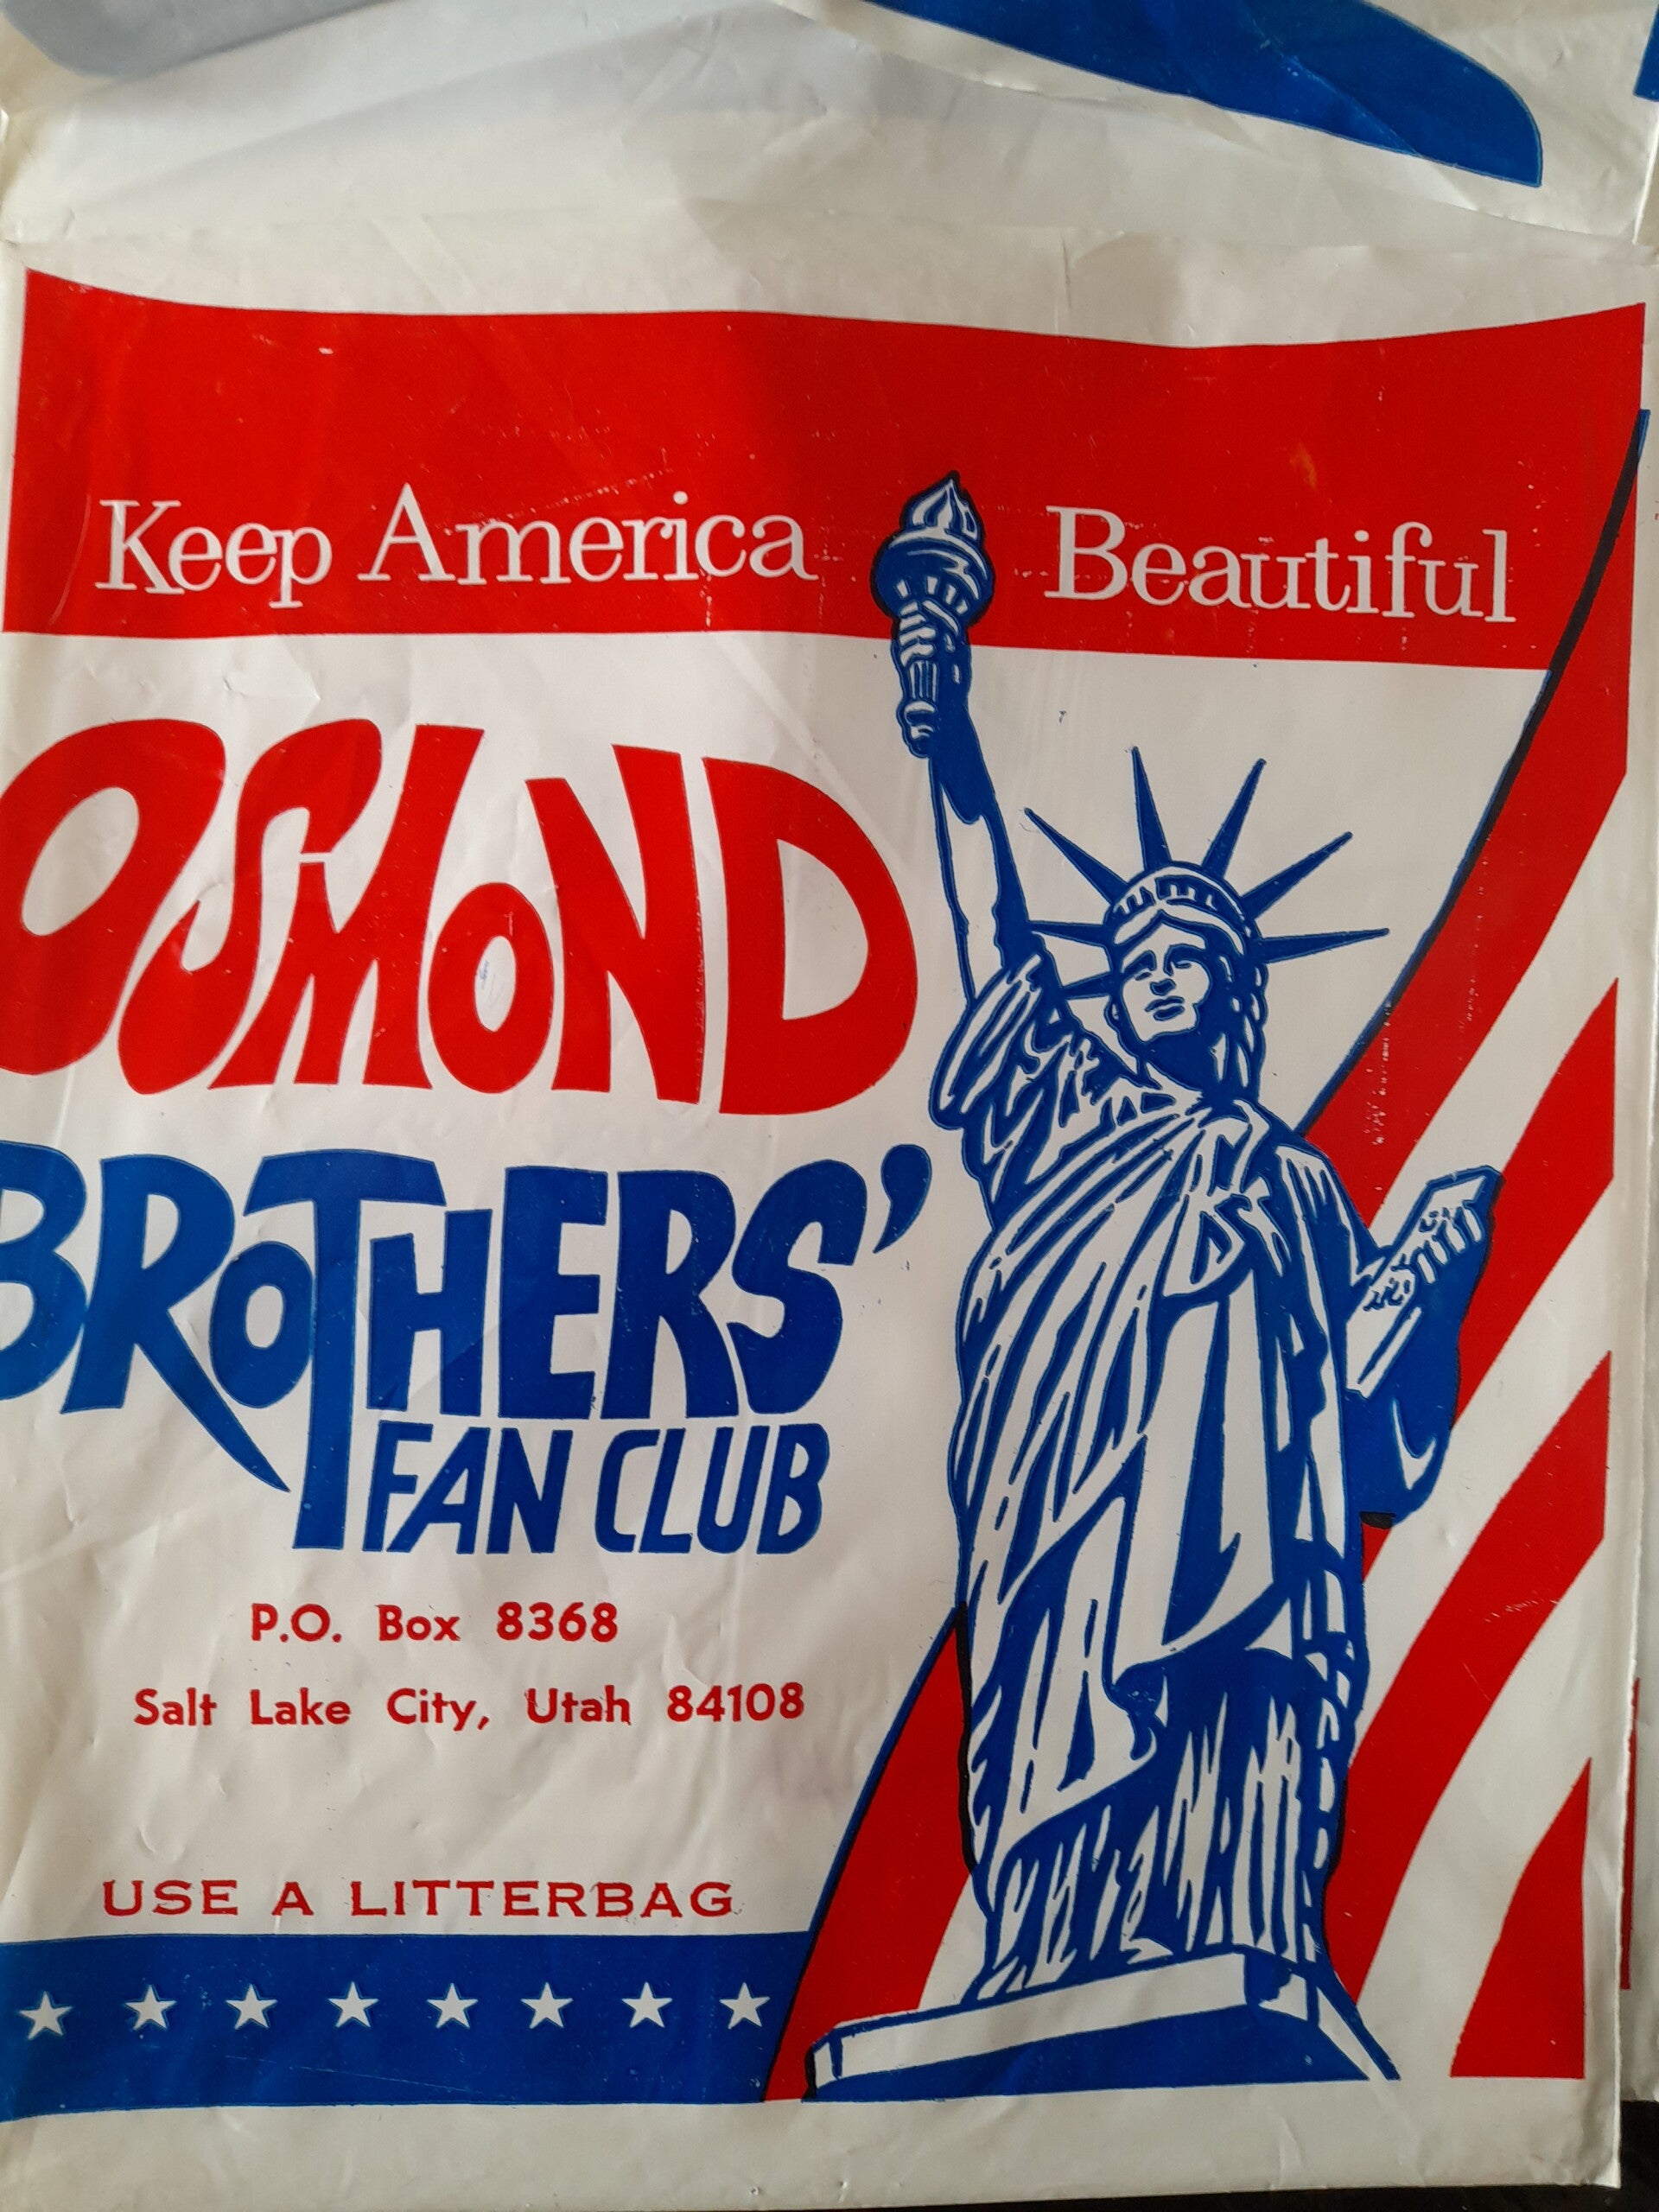 Keep America Beautiful
OSMOND
BROTHERS'
FAN CLUB
P.O. Box 8368
Salt Lake City, Utah 84108
USE A LITTERBAG